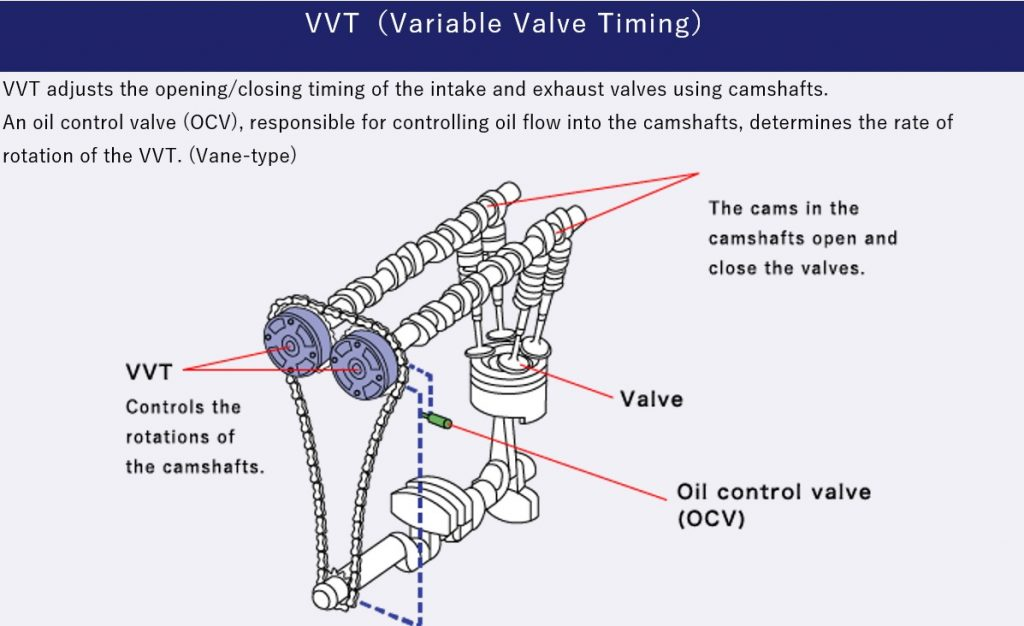 VVT (Variable Valve Timing)
VVT adjusts the opening/closing timing of the intake and exhaust valves using camshafts.
An oil control valve (OCV), responsible for controlling oil flow into the camshafts, determines the rate of
rotation of the VVT. (Vane-type)
The cams in the
camshafts open and
close the valves.
VVT
Controls the
rotations of
the camshafts.
Valve
Oil control valve
(OCV)